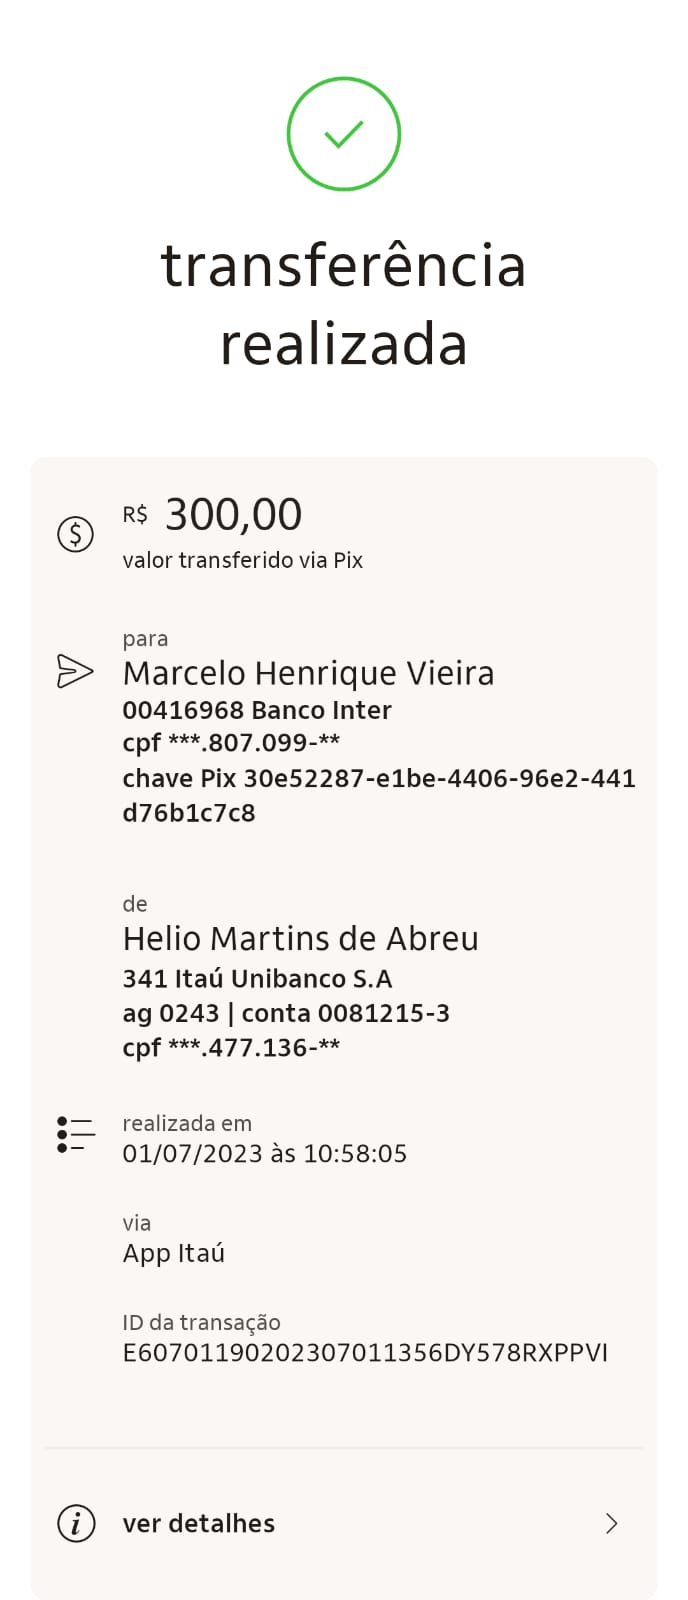 transferência
realizada
R$ 300,00
valor transferido via Pix
para
Marcelo Henrique Vieira
00416968 Banco Inter
cpf ***.807.099-**
chave Pix 30e52287-e1be-4406-96e2-441
d76b1c7c8
de
Helio Martins de Abreu
341 Itaú Unibanco S.A
ag 0243 | conta 0081215-3
cpf ***.477.136-**
realizada em
01/07/2023 às 10:58:05
via
App Itaú
ID da transação
E60701190202307011356DY578RXPPVI
ver detalhes